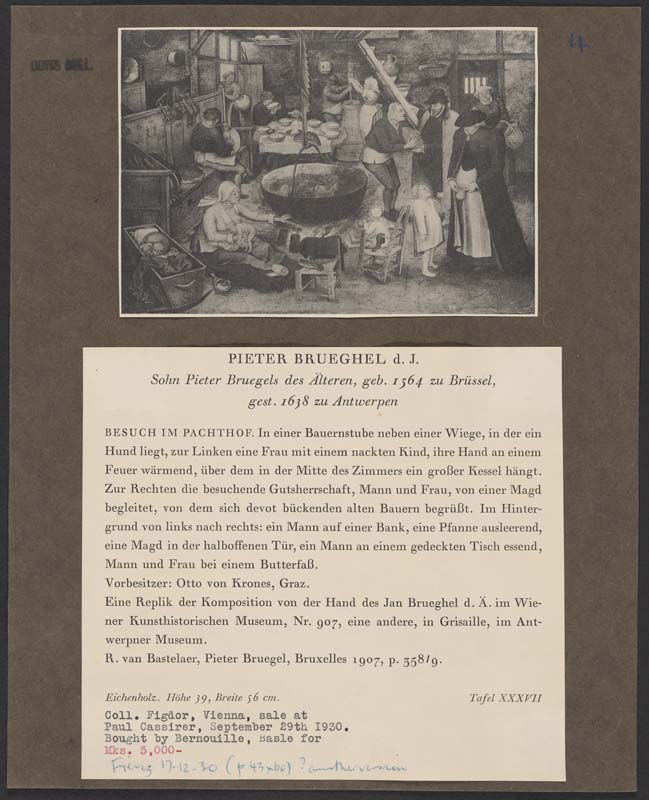 4.
PIETER BRUEGHEL d. J.
Sohn Pieter Bruegels des Älteren, geb. 1564 zu Brüssel,
gest. 1638 zu Antwerpen
BESUCH IM PACHTHOF. In einer Bauernstube neben einer Wiege, in der ein
Hund liegt, zur Linken eine Frau mit einem nackten Kind, ihre Hand an einem
Feuer wärmend, über dem in der Mitte des Zimmers ein großer Kessel hängt.
Zur Rechten die besuchende Gutsherrschaft, Mann und Frau, von einer Magd
begleitet, von dem sich devot bückenden alten Bauern begrüßt. Im Hinter-
grund von links nach rechts: ein Mann auf einer Bank, eine Pfanne ausleerend,
eine Magd in der halboffenen Tür, ein Mann an einem gedeckten Tisch essend,
Mann und Frau bei einem Butterfaß.
Vorbesitzer: Otto von Krones, Graz.
Eine Replik der Komposition von der Hand des Jan Brueghel d. Ä. im Wie-
ner Kunsthistorischen Museum, Nr. 907, eine andere, in Grisaille, im Ant-
werpner Museum.
R. van Bastelaer, Pieter Bruegel, Bruxelles 1907, p. 358/9.
Eichenholz. Höhe 39, Breite 56 cm. Tafel XXXVII
Coll. Figdor, Vienna, sale at
Paul Cassirer, September 29th 1930.
Bought by Bernouille, Basle for
Mks. 5,000-
17-12-30 (p 43x60) ? another version